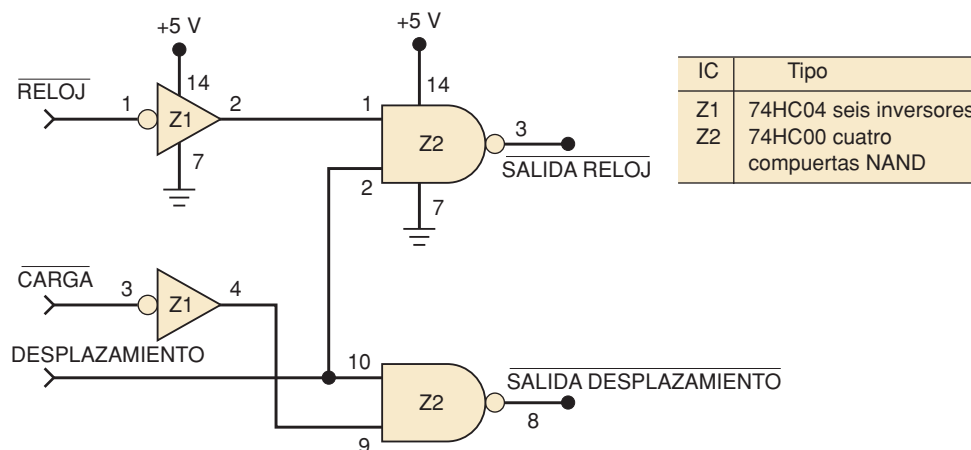 +5 V
+5 V
RELOJ
1
14
Z1
2
7
1
14
Z2
3
2
7
SALIDA RELOJ
IC Tipo
Z1 74HC04 seis inversores
Z2 74HC00 cuatro
compuertas NAND
CARGA
3
Z1
4
DESPLAZAMIENTO
10
Z2
9
SALIDA DESPLAZAMIENTO
8